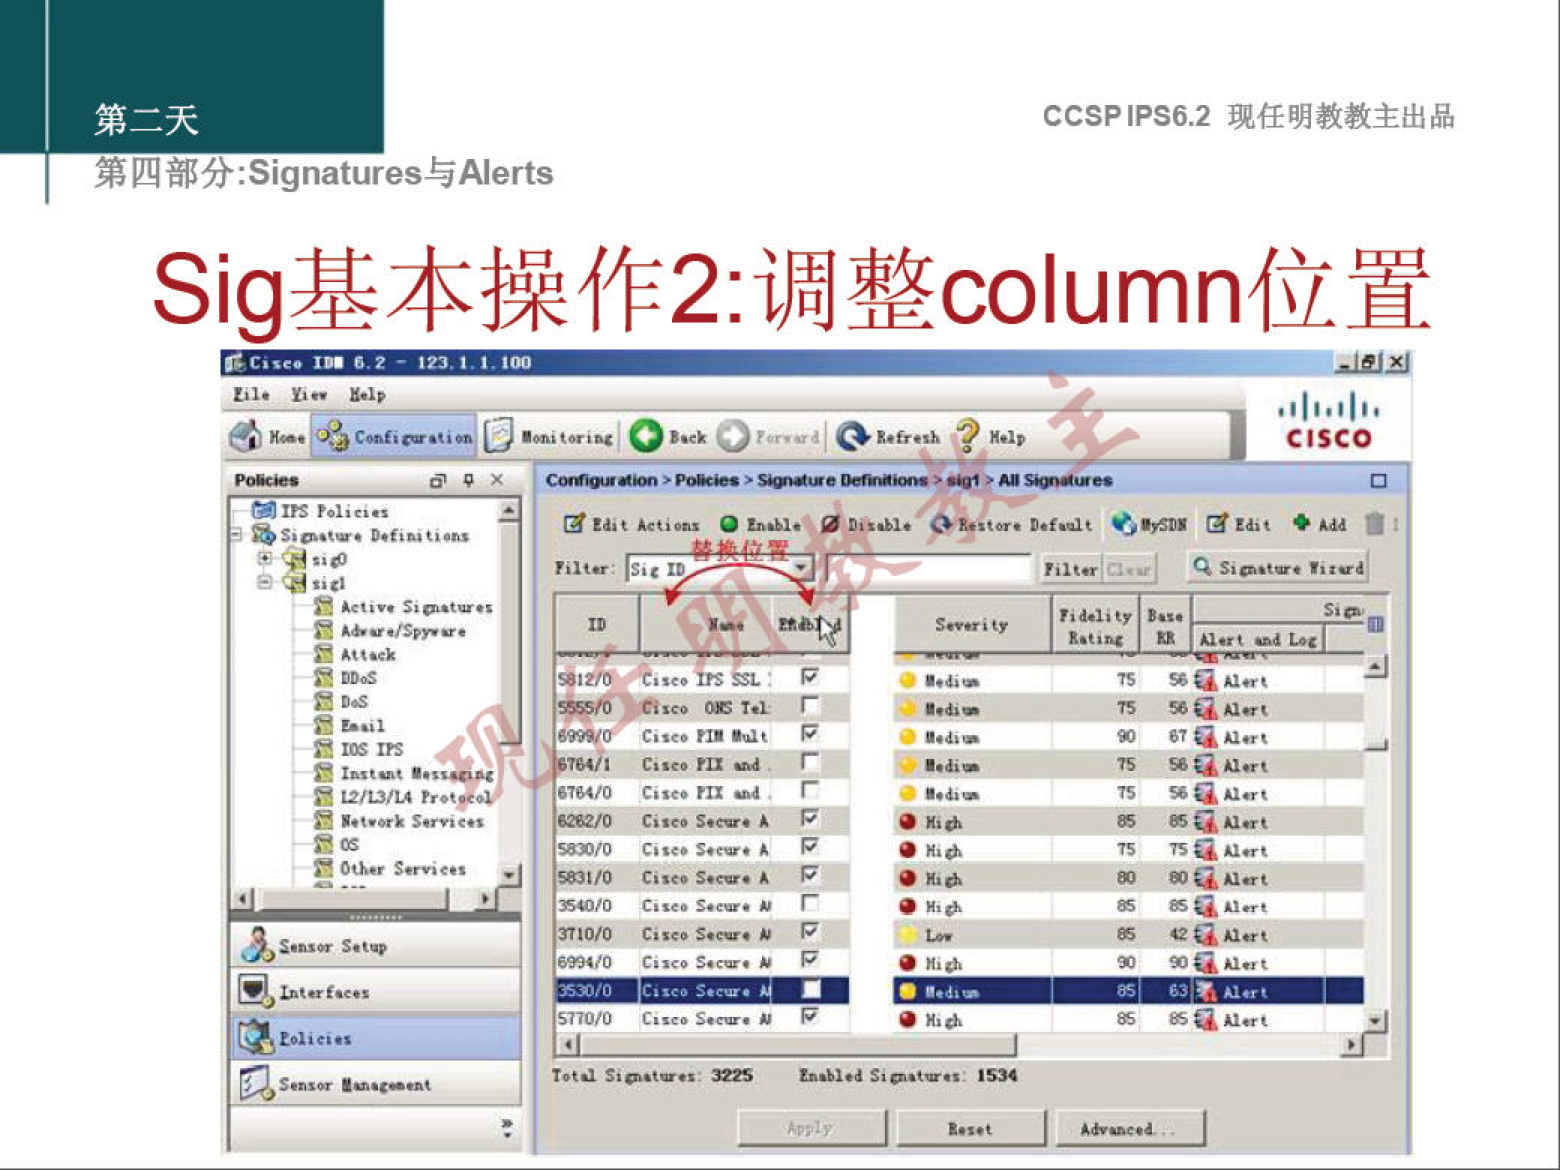 第二天
CCSP IPS6.2 现任明教教主出品
第四部分:Signatures与Alerts
Sig基本操作2:调整column位置
Cisco IDM 6.2 - 123.1.1.100
File View Help
Home Configuration Monitoring Back Forward Refresh Help
CISCO
Policies
IPS Policies
Signature Definitions
sig0
sig1
Active Signatures
Adware/Spyware
Attack
DDoS
DoS
Email
IOS IPS
Instant Messaging
L2/L3/L4 Protocol
Network Services
OS
Other Services
Sensor Setup
Interfaces
Policies
Sensor Management
Configuration > Policies > Signature Definitions > sig1 > All Signatures
Edit Actions Enable Disable Restore Default MySDN Edit Add
替换位置
Filter: Sig ID Filter Clear Signature Wizard
ID Name Enabled Severity Fidelity Rating Base RR Alert and Log
5812/0 Cisco IPS SSL Medium 75 56 Alert
5555/0 Cisco ONS Tel Medium 75 56 Alert
6999/0 Cisco PIM Mult Medium 90 67 Alert
6764/1 Cisco PIX and Medium 75 56 Alert
6764/0 Cisco PIX and Medium 75 56 Alert
6262/0 Cisco Secure A High 85 85 Alert
5830/0 Cisco Secure A High 75 75 Alert
5831/0 Cisco Secure A High 80 80 Alert
3540/0 Cisco Secure High 85 85 Alert
3710/0 Cisco Secure Low 85 42 Alert
6994/0 Cisco Secure High 90 90 Alert
3530/0 Cisco Secure Medium 85 63 Alert
5770/0 Cisco Secure High 85 85 Alert
Total Signatures: 3225 Enabled Signatures: 1534
Apply Reset Advanced...
现任明教教主